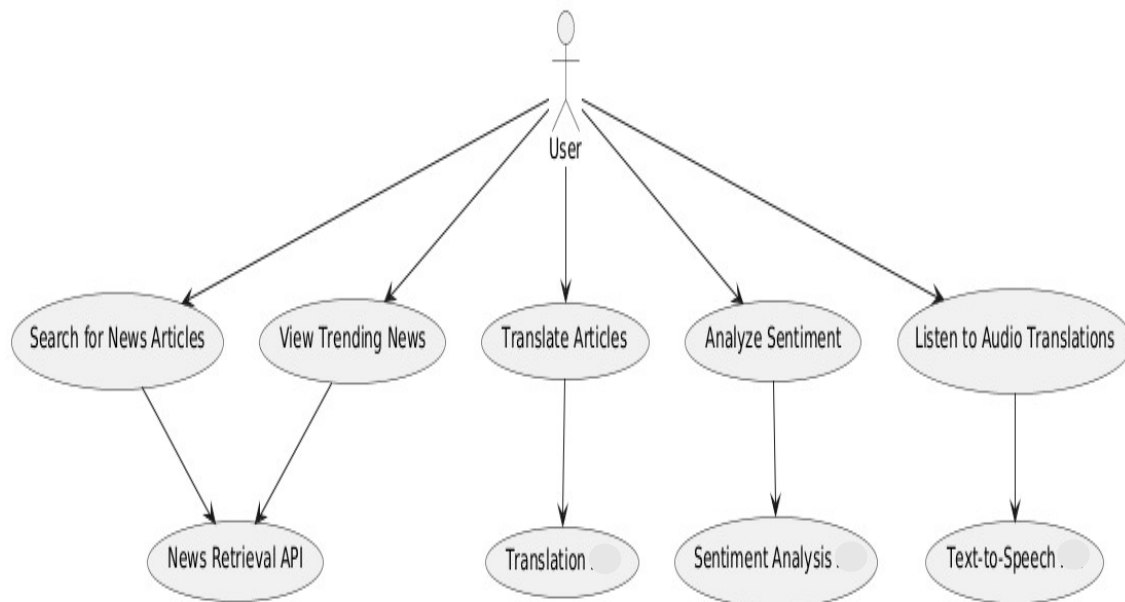 User
Search for News Articles
View Trending News
Translate Articles
Analyze Sentiment
Listen to Audio Translations
News Retrieval API
Translation
Sentiment Analysis
Text-to-Speech